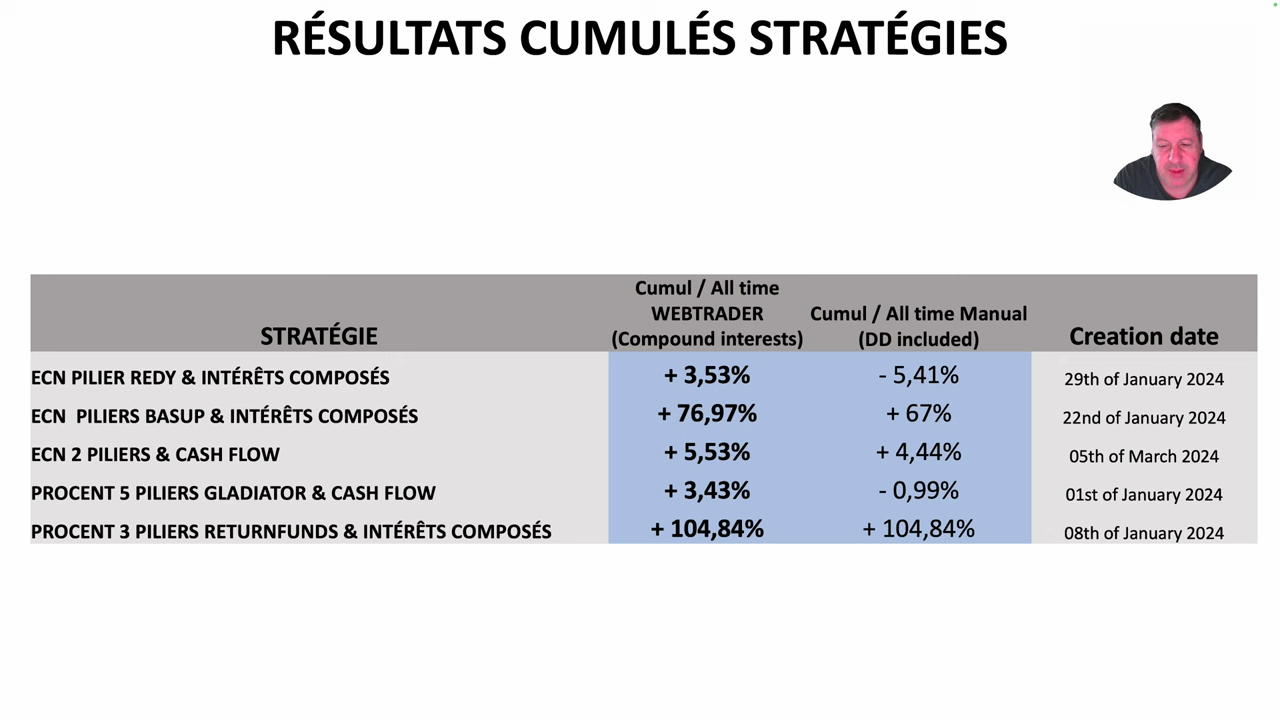 RÉSULTATS CUMULÉS STRATÉGIES
STRATÉGIE
Cumul / All time
WEBTRADER
(Compound interests)
Cumul / All time Manual
(DD included)
Creation date
ECN PILIER REDY & INTÉRÊTS COMPOSÉS + 3,53% - 5,41% 29th of January 2024
ECN PILIERS BASUP & INTÉRÊTS COMPOSÉS + 76,97% + 67% 22nd of January 2024
ECN 2 PILIERS & CASH FLOW + 5,53% + 4,44% 05th of March 2024
PROCENT 5 PILIERS GLADIATOR & CASH FLOW + 3,43% - 0,99% 01st of January 2024
PROCENT 3 PILIERS RETURNFUNDS & INTÉRÊTS COMPOSÉS + 104,84% + 104,84% 08th of January 2024